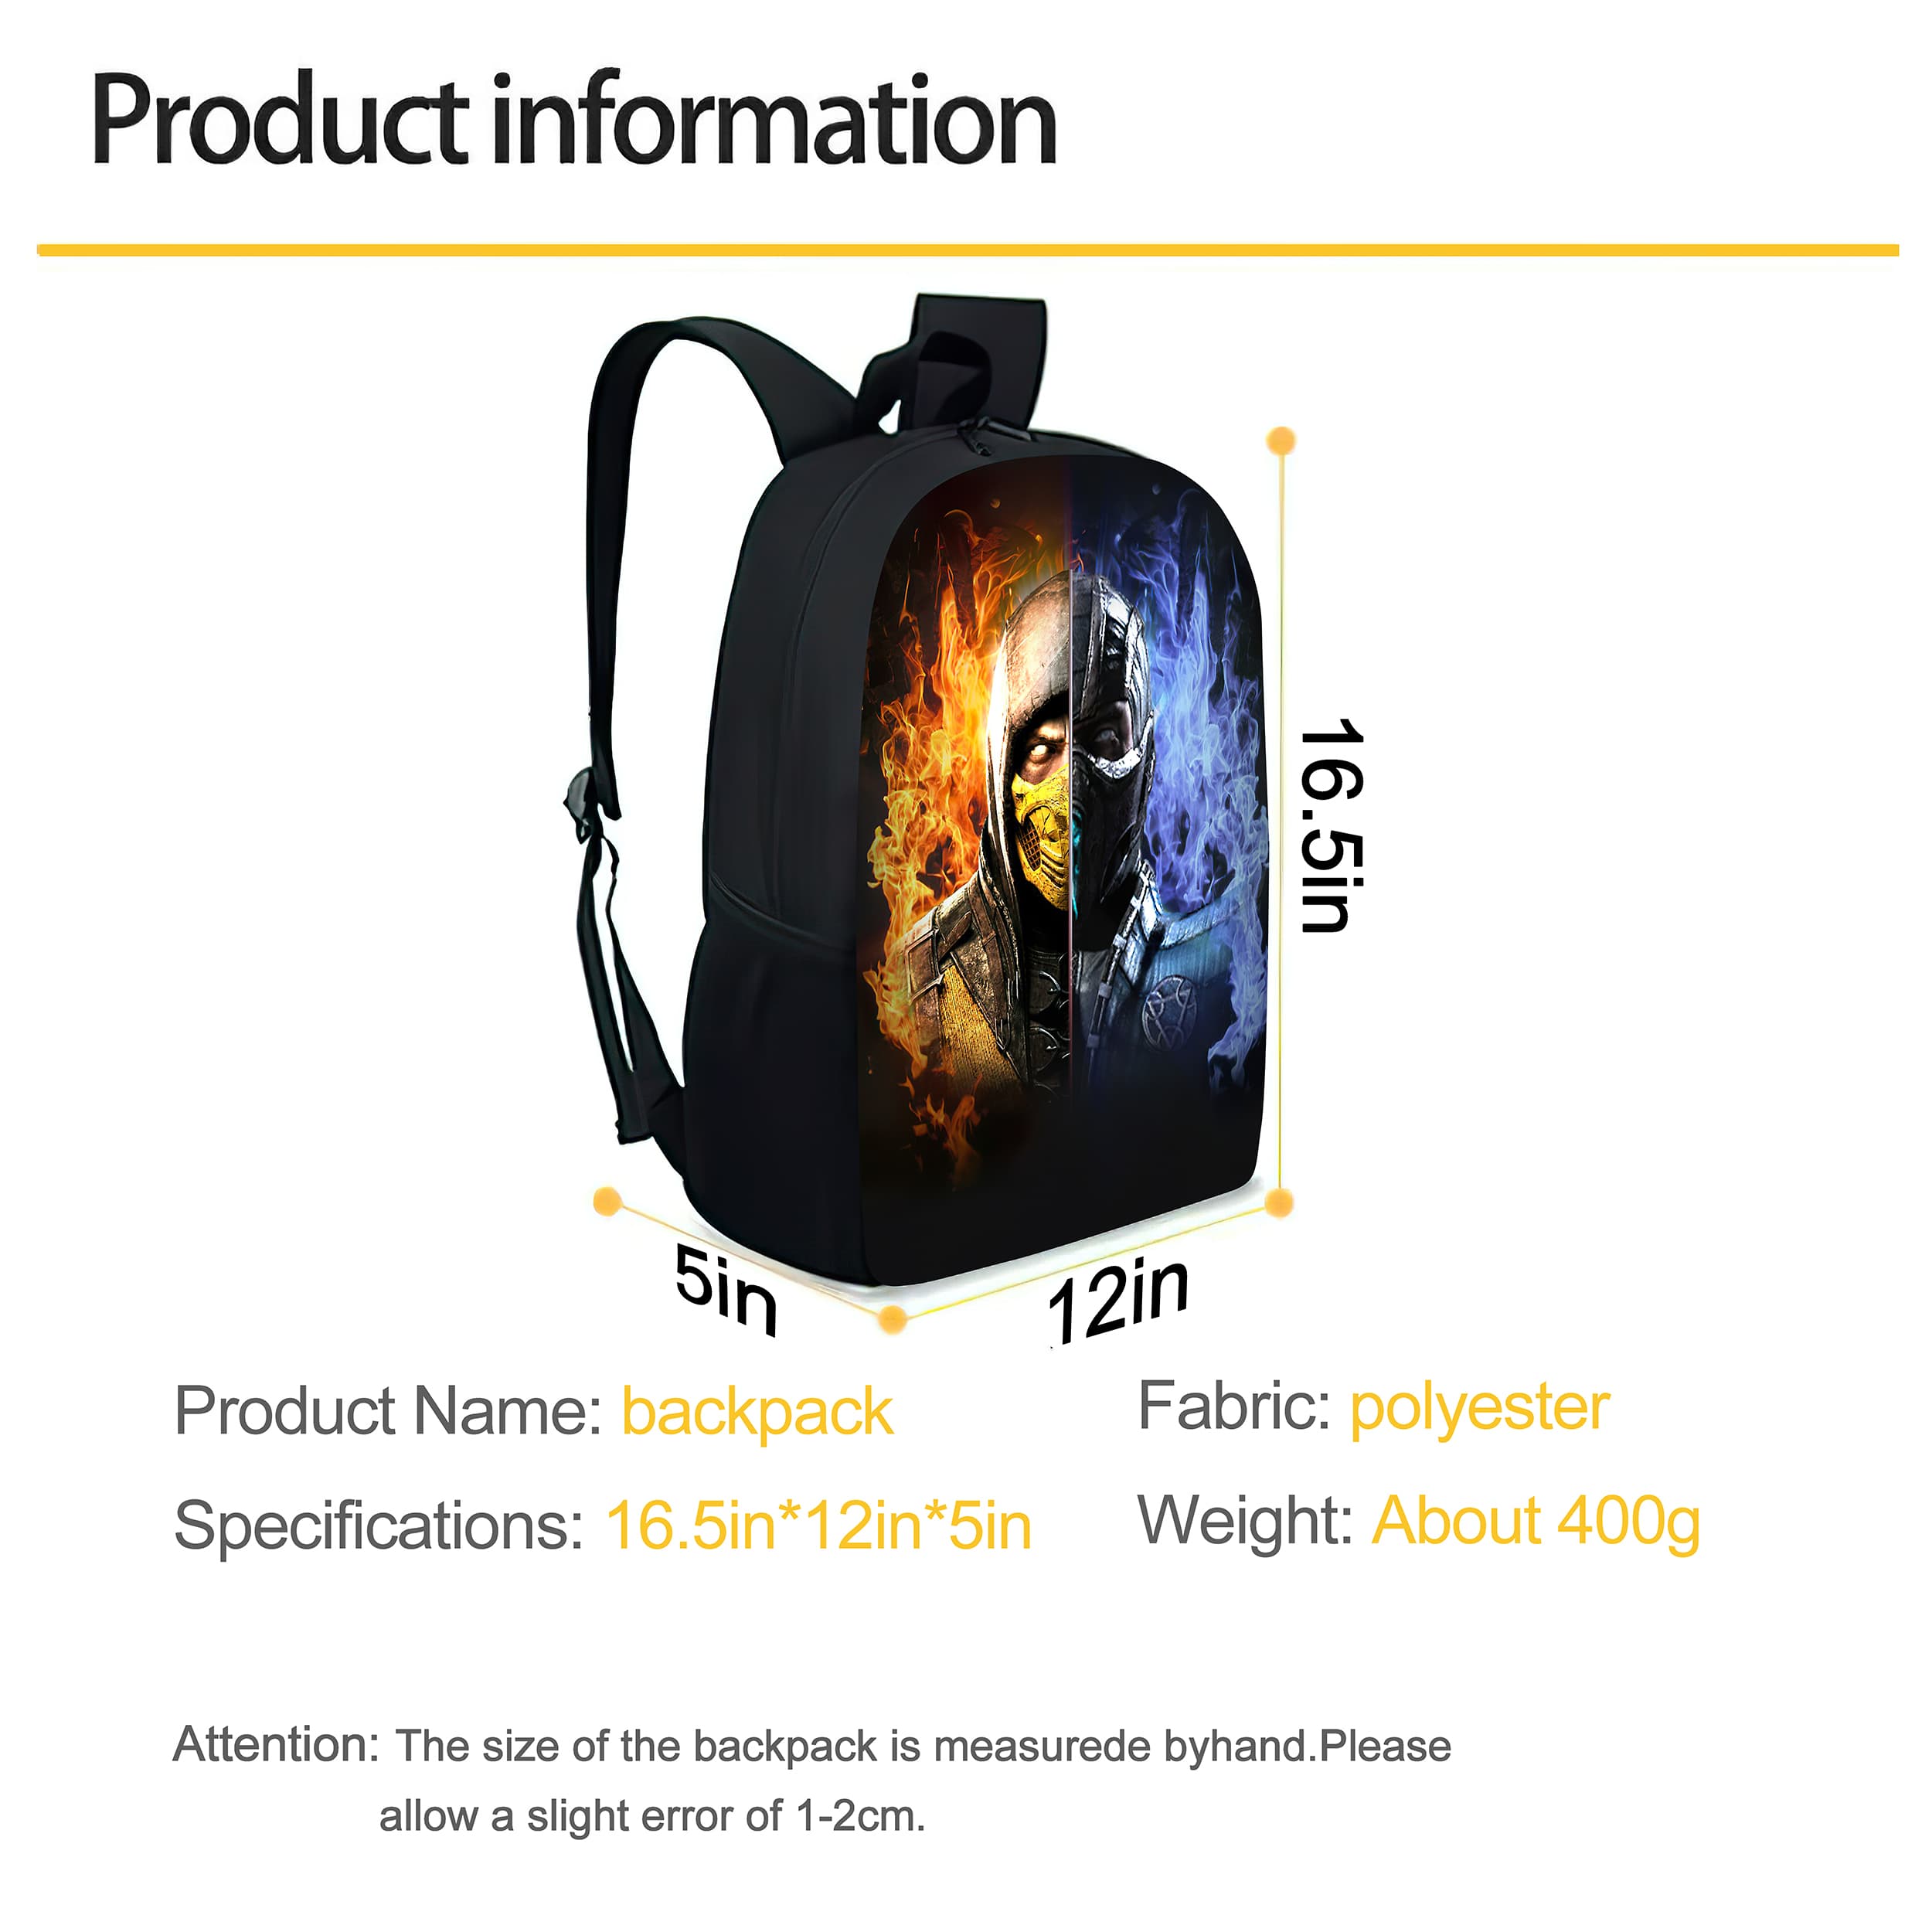 Product information
16.5in
5in
12in
Product Name: backpack
Fabric: polyester
Specifications: 16.5in*12in*5in
Weight: About 400g
Attention: The size of the backpack is measurede byhand.Please
allow a slight error of 1-2cm.